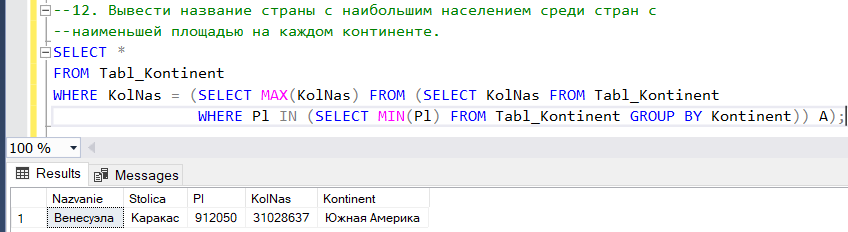 --12. Вывести название страны с наибольшим населением среди стран с
--наименьшей площадью на каждом континенте.
SELECT *
FROM Tabl_Kontinent
WHERE KolNas = (SELECT MAX(KolNas) FROM (SELECT KolNas FROM Tabl_Kontinent
WHERE Pl IN (SELECT MIN(Pl) FROM Tabl_Kontinent GROUP BY Kontinent)) A);
100 %
Results Messages
Nazvanie Stolica Pl KolNas Kontinent
1 Венесуэла Каракас 912050 31028637 Южная Америка